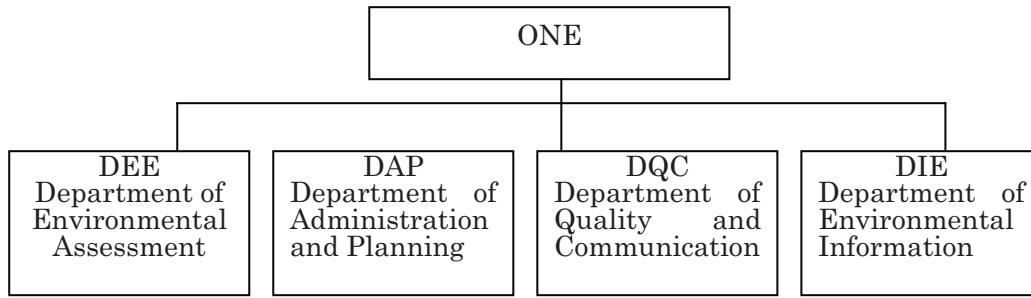 ONE
DEE
Department of
Environmental
Assessment
DAP
Department of
Administration
and Planning
DQC
Department of
Quality and
Communication
DIE
Department of
Environmental
Information